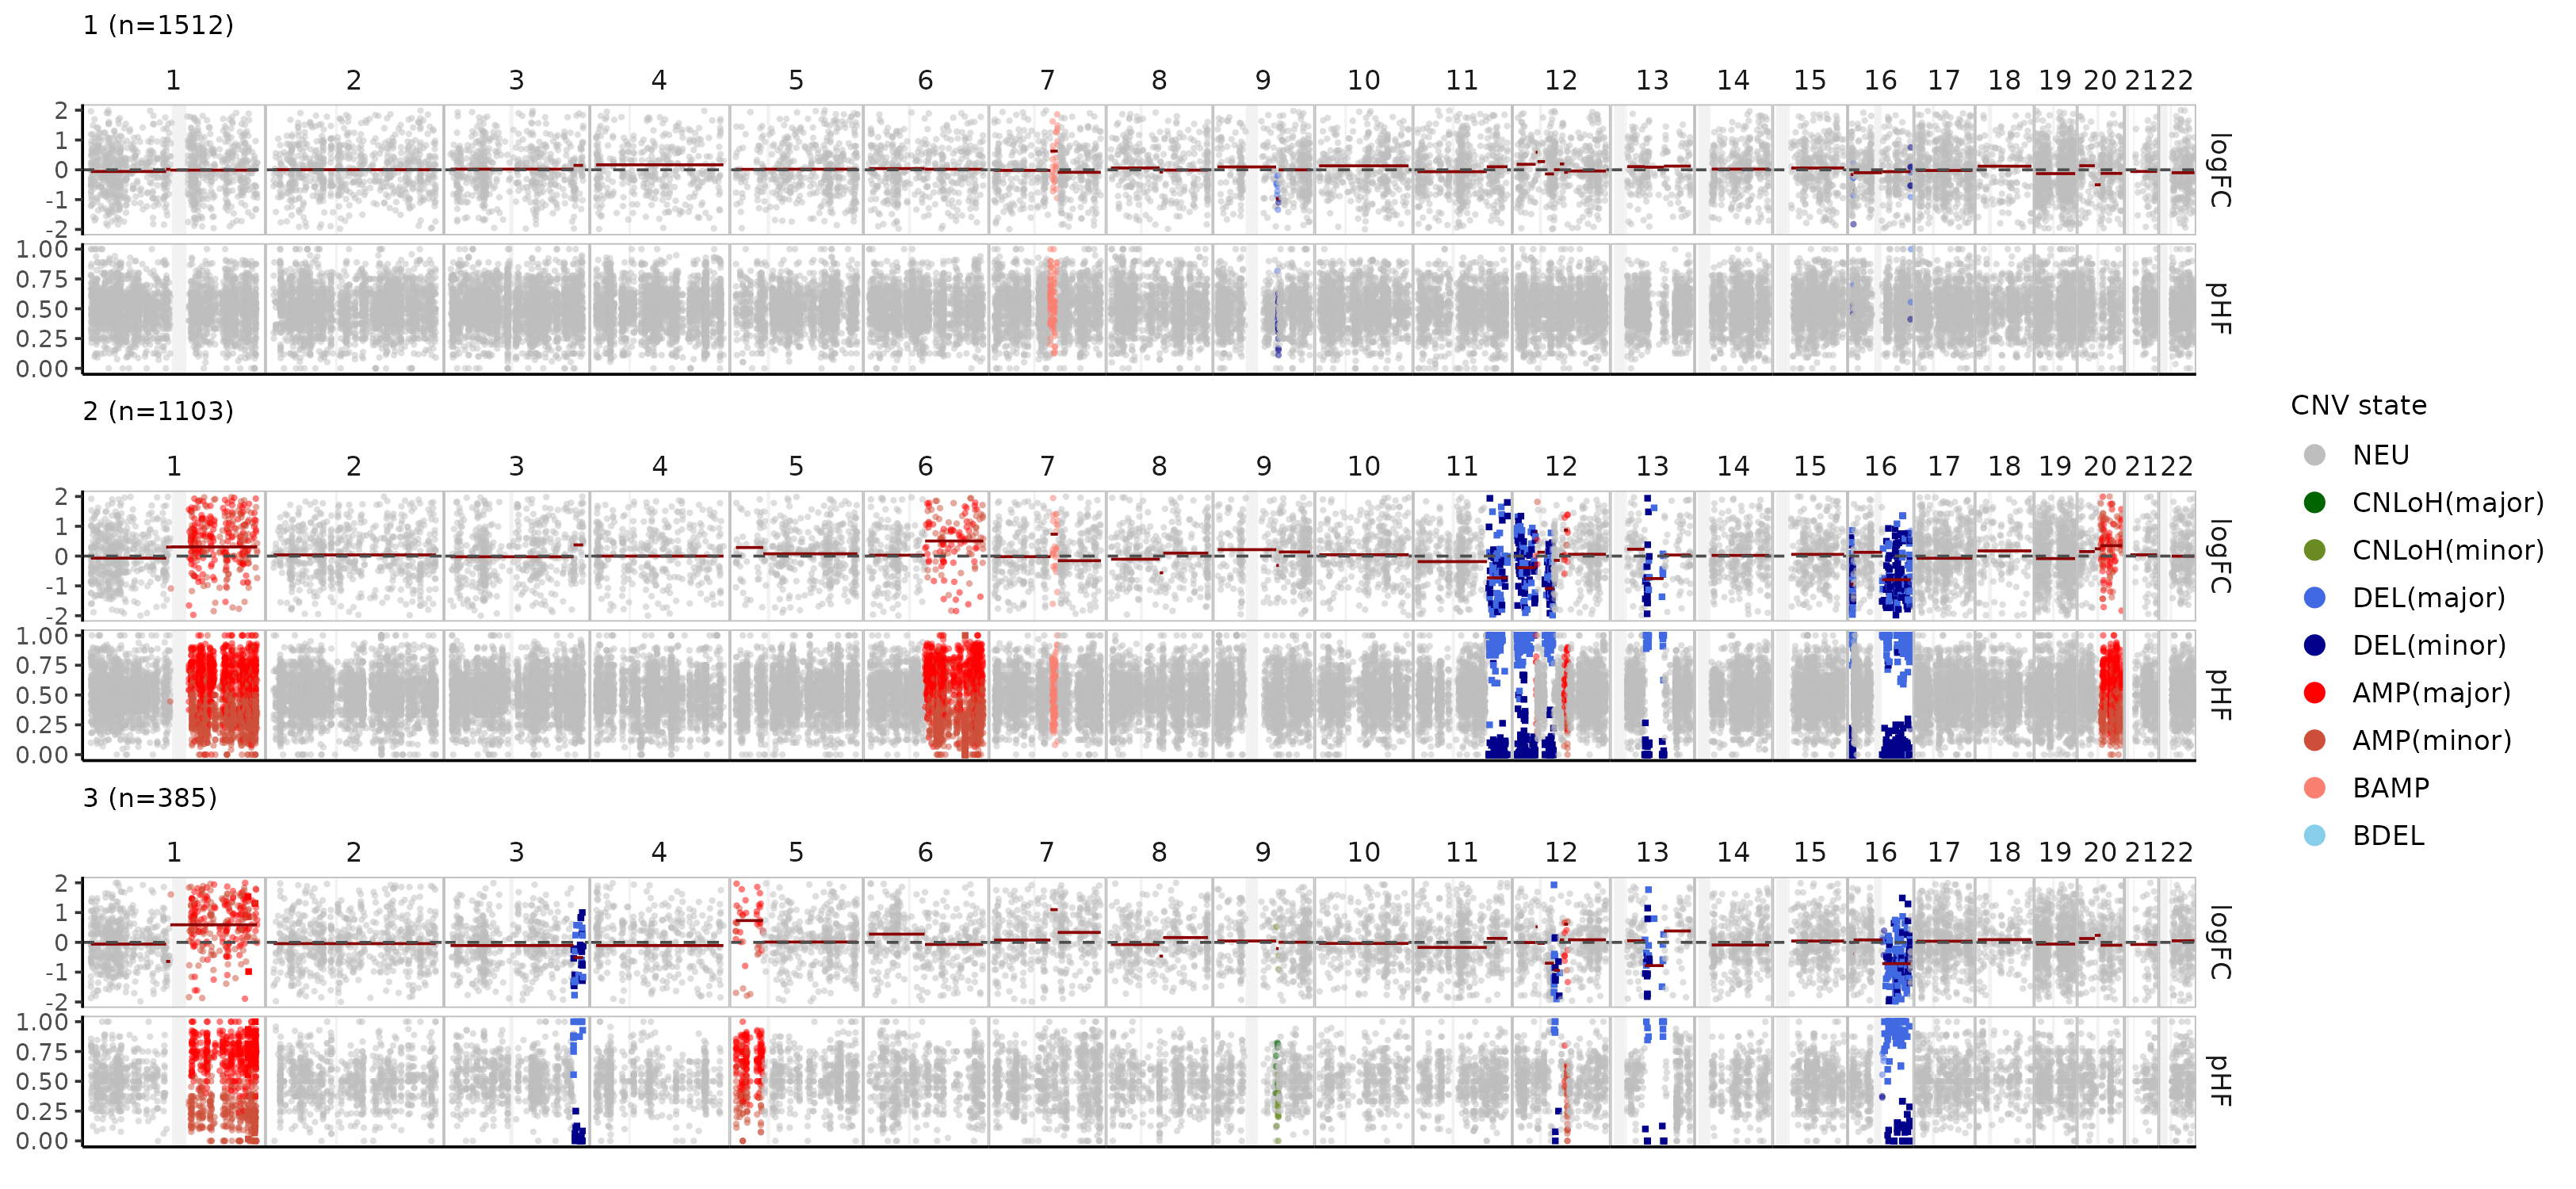 1 (n=1512)
1 2 3 4 5 6 7 8 9 10 11 12 13 14 15 16 17 18 19 20 21 22
2
1
0
-1
-2
logFC
1.00
0.75
0.50
0.25
0.00
pHF
2 (n=1103)
1 2 3 4 5 6 7 8 9 10 11 12 13 14 15 16 17 18 19 20 21 22
2
1
0
-1
-2
logFC
1.00
0.75
0.50
0.25
0.00
pHF
3 (n=385)
1 2 3 4 5 6 7 8 9 10 11 12 13 14 15 16 17 18 19 20 21 22
2
1
0
-1
-2
logFC
1.00
0.75
0.50
0.25
0.00
pHF
CNV state
NEU
CNLoH(major)
CNLoH(minor)
DEL(major)
DEL(minor)
AMP(major)
AMP(minor)
BAMP
BDEL